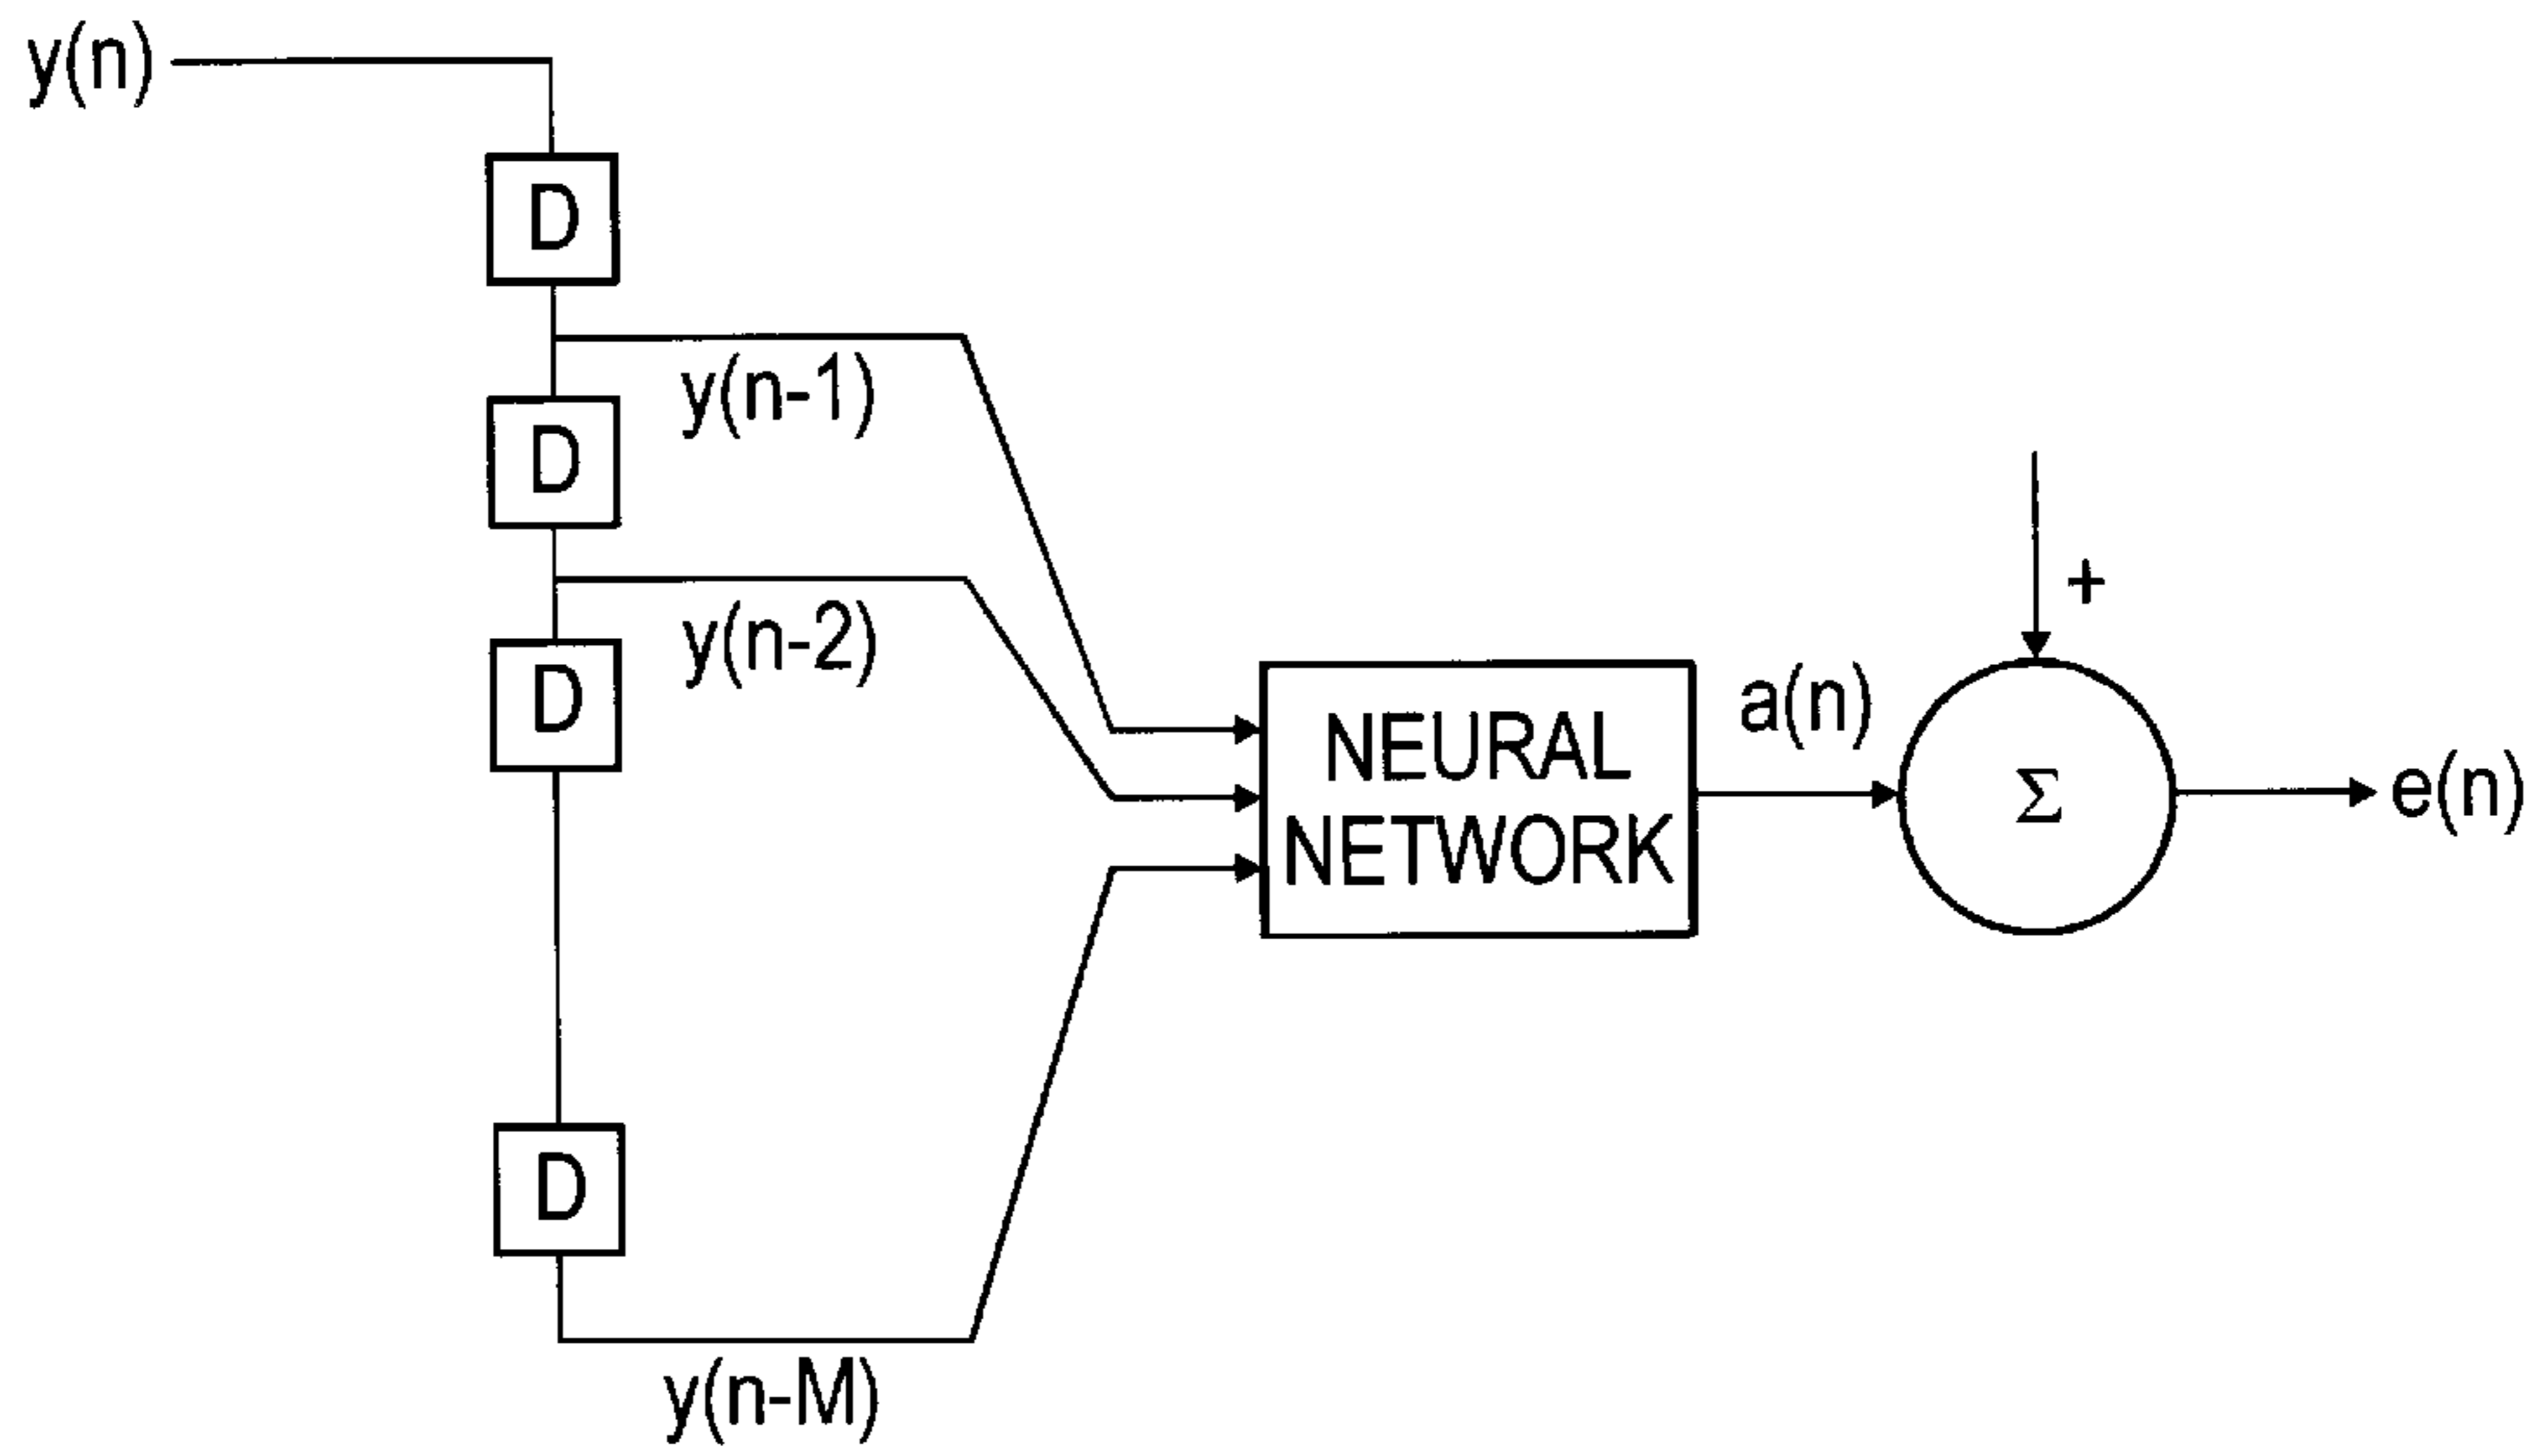 y(n)
D
y(n-1)
D
y(n-2)
D
D
y(n-M)
NEURAL
NETWORK
a(n)
+
Σ
e(n)